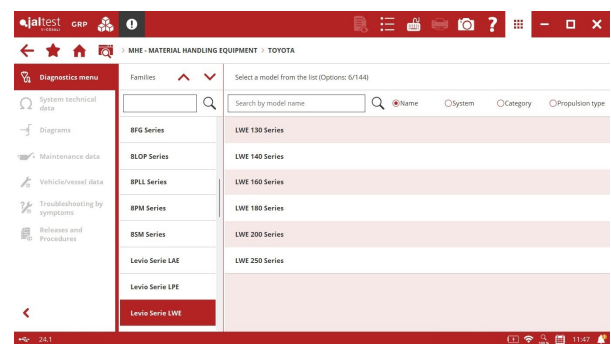 jaltest GRP
BY COJALI
MHE - MATERIAL HANDLING EQUIPMENT > TOYOTA
Diagnostics menu
System technical
data
Diagrams
Maintenance data
Vehicle/vessel data
Troubleshooting by
symptoms
Releases and
Procedures
Families
8FG Series
8LOP Series
8PLL Series
8PM Series
8SM Series
Levio Serie LAE
Levio Serie LPE
Levio Serie LWE
Select a model from the list (Options: 6/144)
Search by model name
Name
System
Category
Propulsion type
LWE 130 Series
LWE 140 Series
LWE 160 Series
LWE 180 Series
LWE 200 Series
LWE 250 Series
24.1
100%
11:47